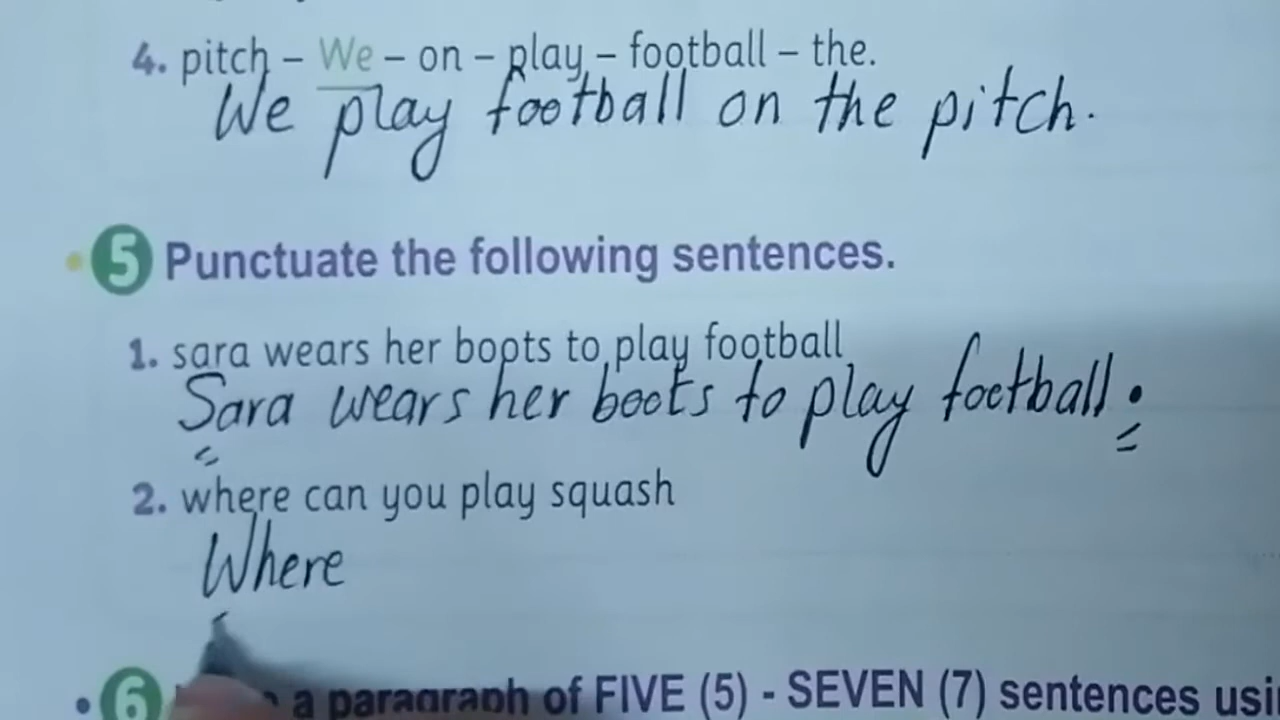 4. pitch – We – on – play – football – the.
We play football on the pitch.
5 Punctuate the following sentences.
1. sara wears her boots to play football
Sara wears her boots to play football.
2. where can you play squash
Where
6 a paragraph of FIVE (5) - SEVEN (7) sentences